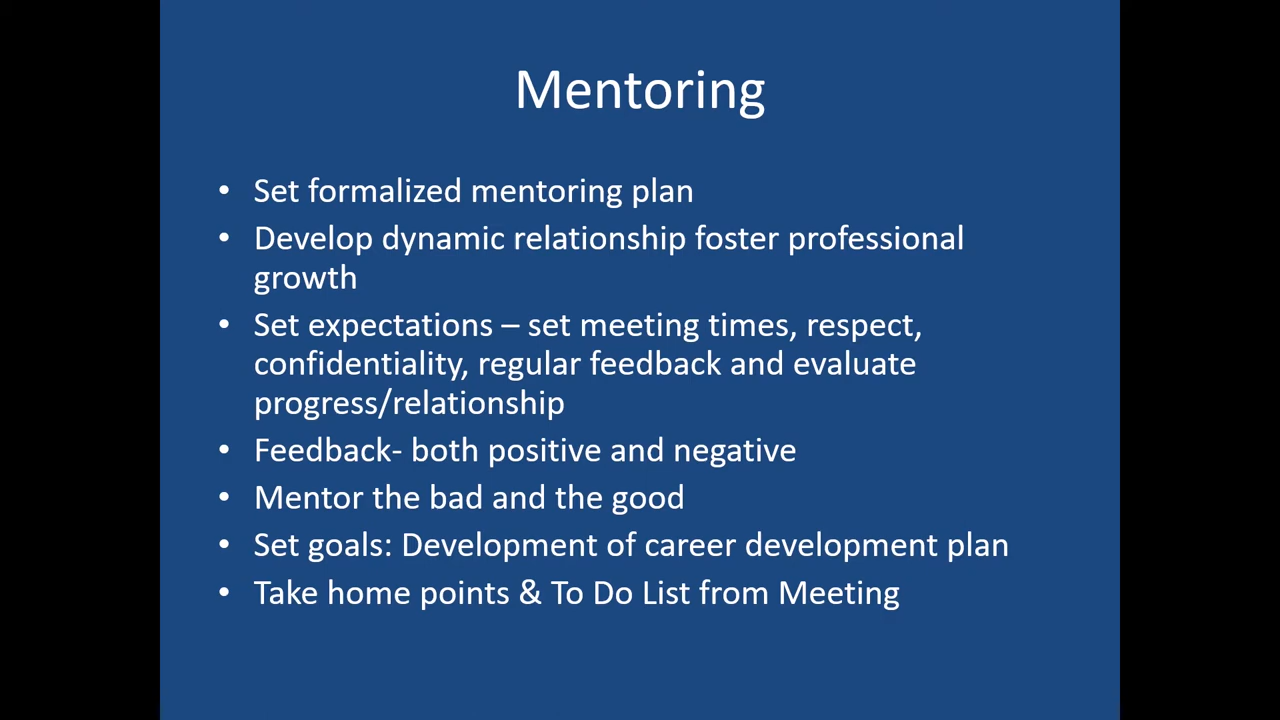 Mentoring
• Set formalized mentoring plan
• Develop dynamic relationship foster professional
growth
• Set expectations – set meeting times, respect,
confidentiality, regular feedback and evaluate
progress/relationship
• Feedback- both positive and negative
• Mentor the bad and the good
• Set goals: Development of career development plan
• Take home points & To Do List from Meeting